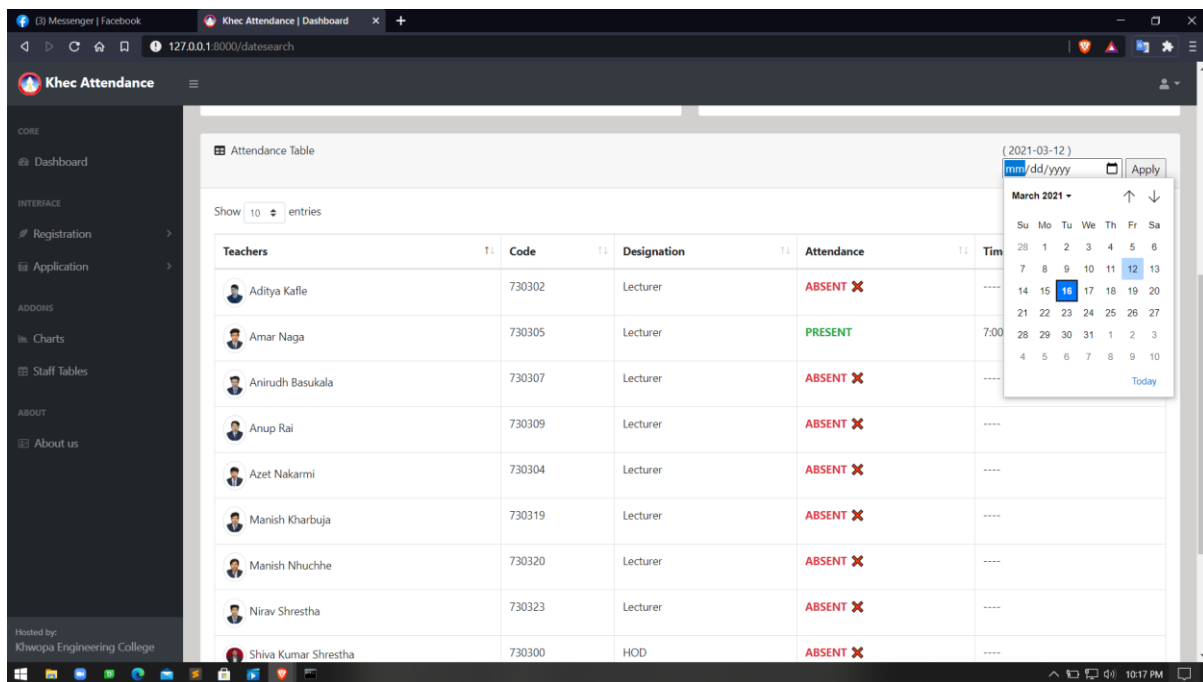 (3) Messenger | Facebook
Khec Attendance | Dashboard
127.0.0.1:8000/datesearch
Khec Attendance
CORE
Dashboard
INTERFACE
Registration
Application
ADDONS
Charts
Staff Tables
ABOUT
About us
Hosted by:
Khwopa Engineering College
Attendance Table
( 2021-03-12 )
mm/dd/yyyy Apply
March 2021
Su Mo Tu We Th Fr Sa
28 1 2 3 4 5 6
7 8 9 10 11 12 13
14 15 16 17 18 19 20
21 22 23 24 25 26 27
28 29 30 31 1 2 3
4 5 6 7 8 9 10
Today
Show 10 entries
Teachers Code Designation Attendance Tim
Aditya Kafle 730302 Lecturer ABSENT ----
Amar Naga 730305 Lecturer PRESENT 7:00
Anirudh Basukala 730307 Lecturer ABSENT ----
Anup Rai 730309 Lecturer ABSENT ----
Azet Nakarmi 730304 Lecturer ABSENT ----
Manish Kharbuja 730319 Lecturer ABSENT ----
Manish Nhuchhe 730320 Lecturer ABSENT ----
Nirav Shrestha 730323 Lecturer ABSENT ----
Shiva Kumar Shrestha 730300 HOD ABSENT ----
10:17 PM